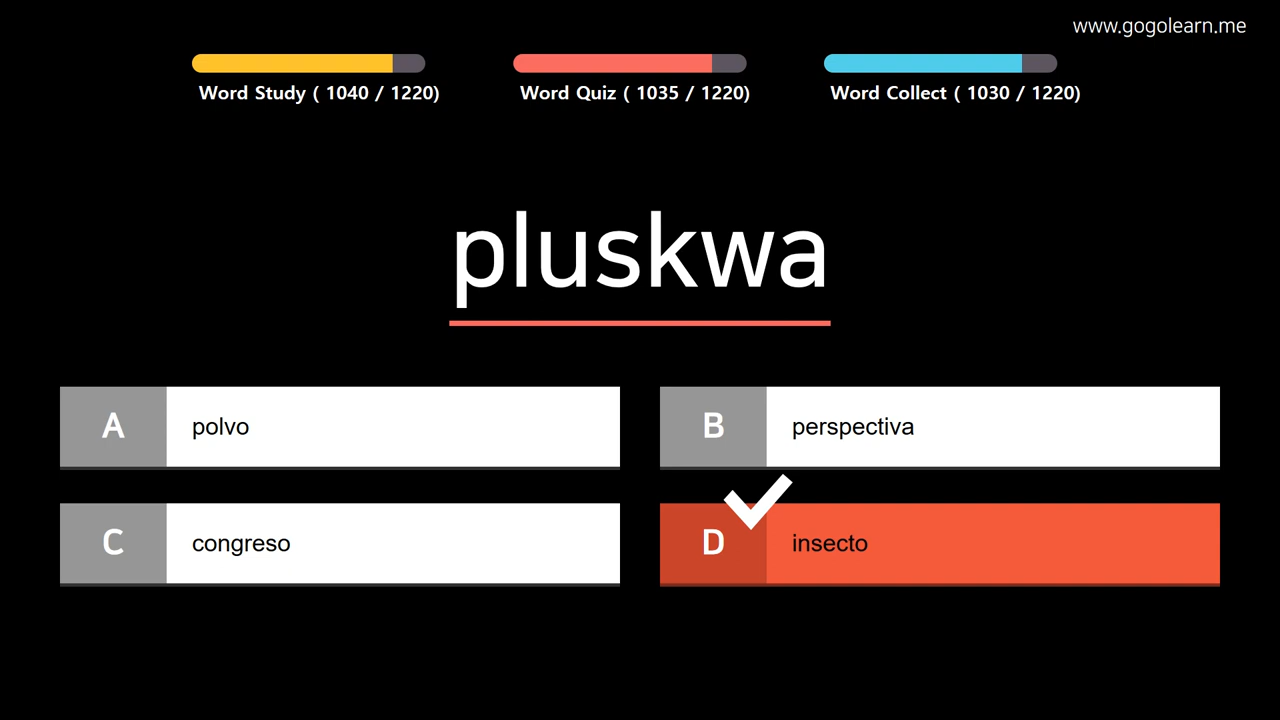 www.gogolearn.me
Word Study ( 1040 / 1220)
Word Quiz ( 1035 / 1220)
Word Collect ( 1030 / 1220)
pluskwa
A polvo
B perspectiva
C congreso
D insecto